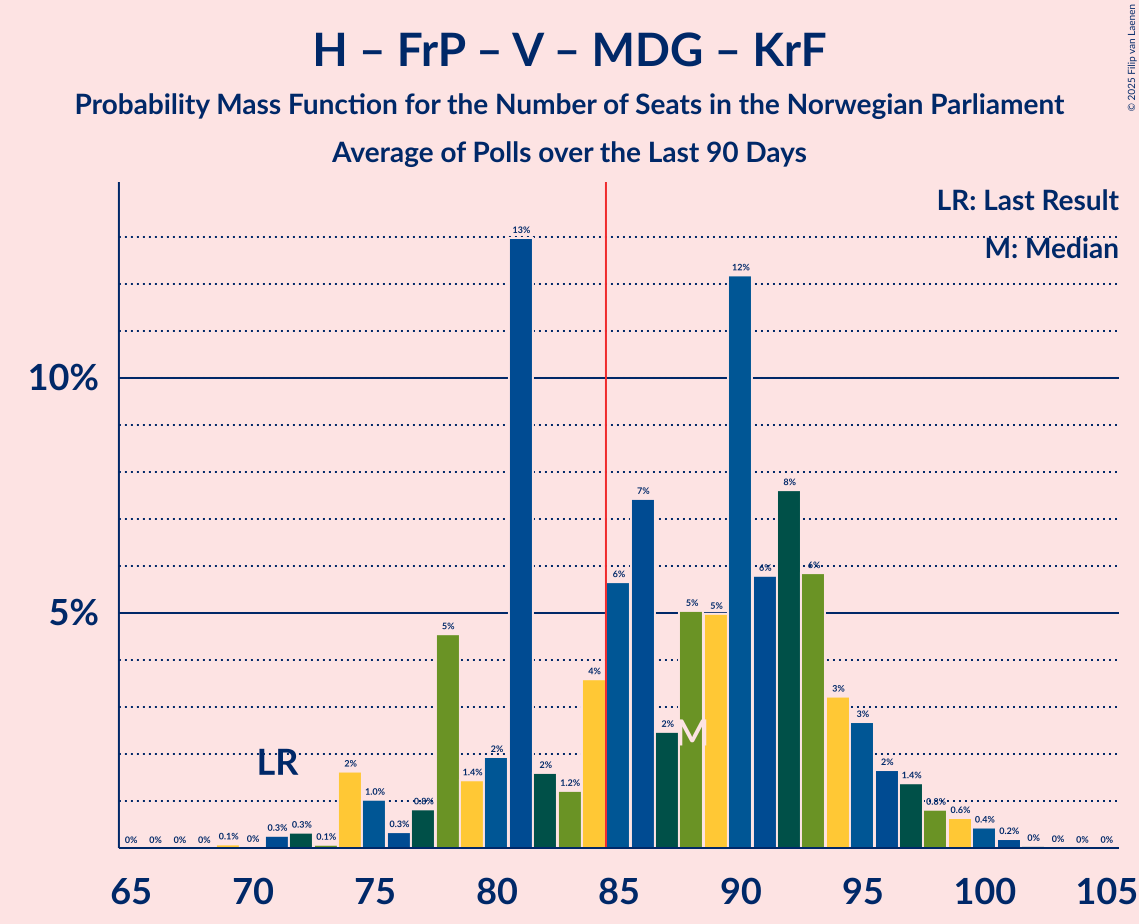 H – FrP – V – MDG – KrF
Probability Mass Function for the Number of Seats in the Norwegian Parliament
Average of Polls over the Last 90 Days
© 2025 Filip van Laenen
LR: Last Result
M: Median
10%
5%
0% 0% 0% 0% 0.1% 0% 0.3% 0.3% 0.1% 2% 1.0% 0.3% 0.8% 5% 1.4% 2% 13% 2% 1.2% 4% 6% 7% 2% 5% 5% 12% 6% 8% 6% 3% 3% 2% 1.4% 0.8% 0.6% 0.4% 0.2% 0% 0% 0% 0%
LR
M
65 70 75 80 85 90 95 100 105